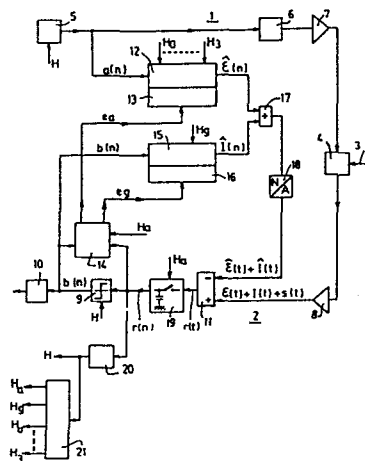 5
1
6
7
H
12
Ha
H3
a(n)
Ê(n)
13
ea
17
15
Hg
Î(n)
b(n)
16
4
3
eg
18
N
A
14
Ha
Ê(t)+Î(t)
10
b(n)
Ha
9
r(n)
19
r(t)
11
-
+
E(t)+I(t)+s(t)
8
H
2
H
20
Ha
Hg
H3
21